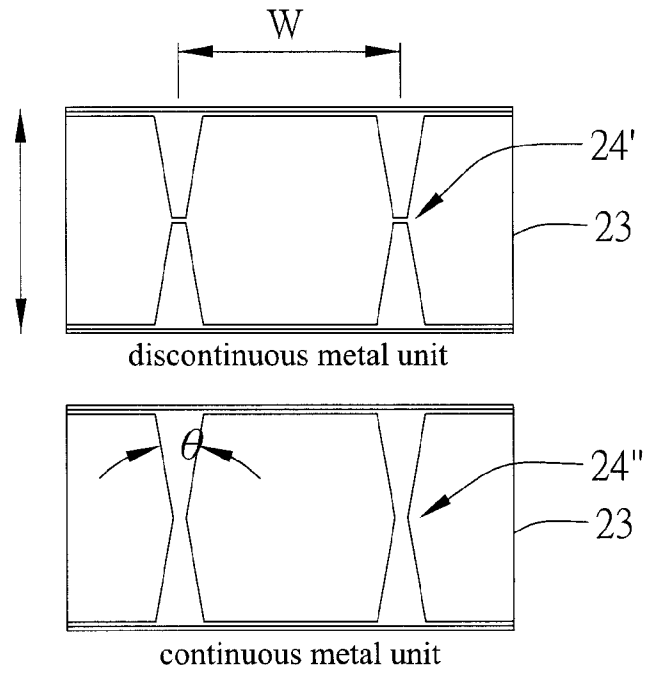 W
24'
23
discontinuous metal unit
θ
24"
23
continuous metal unit